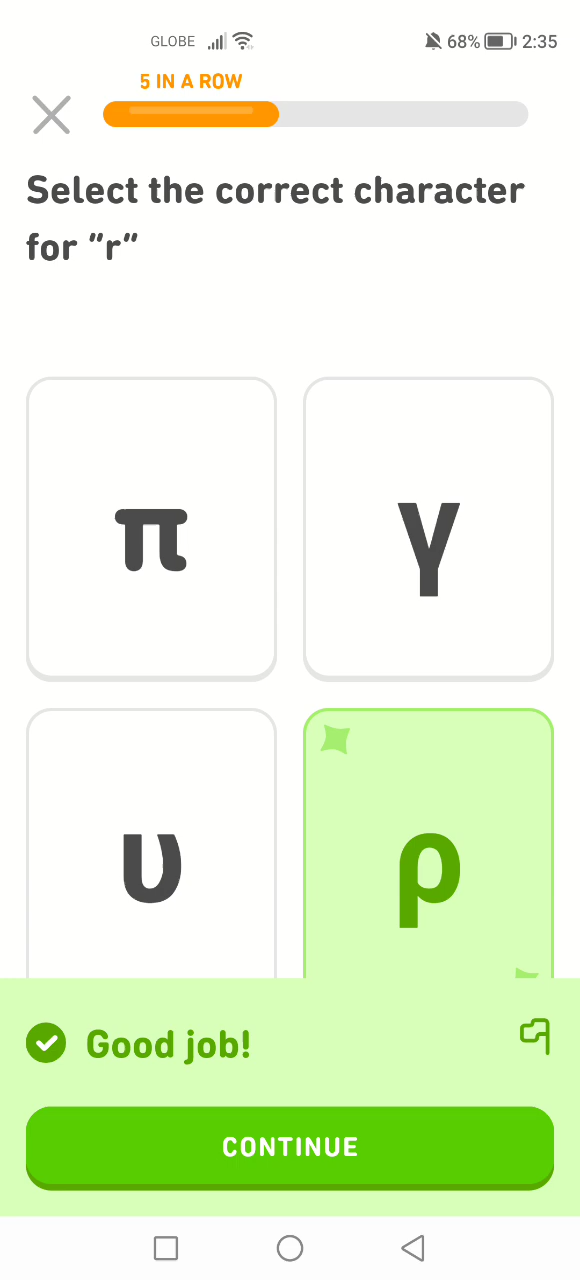 GLOBE 68% 2:35
5 IN A ROW
Select the correct character
for "r"
π γ
υ ρ
Good job!
CONTINUE